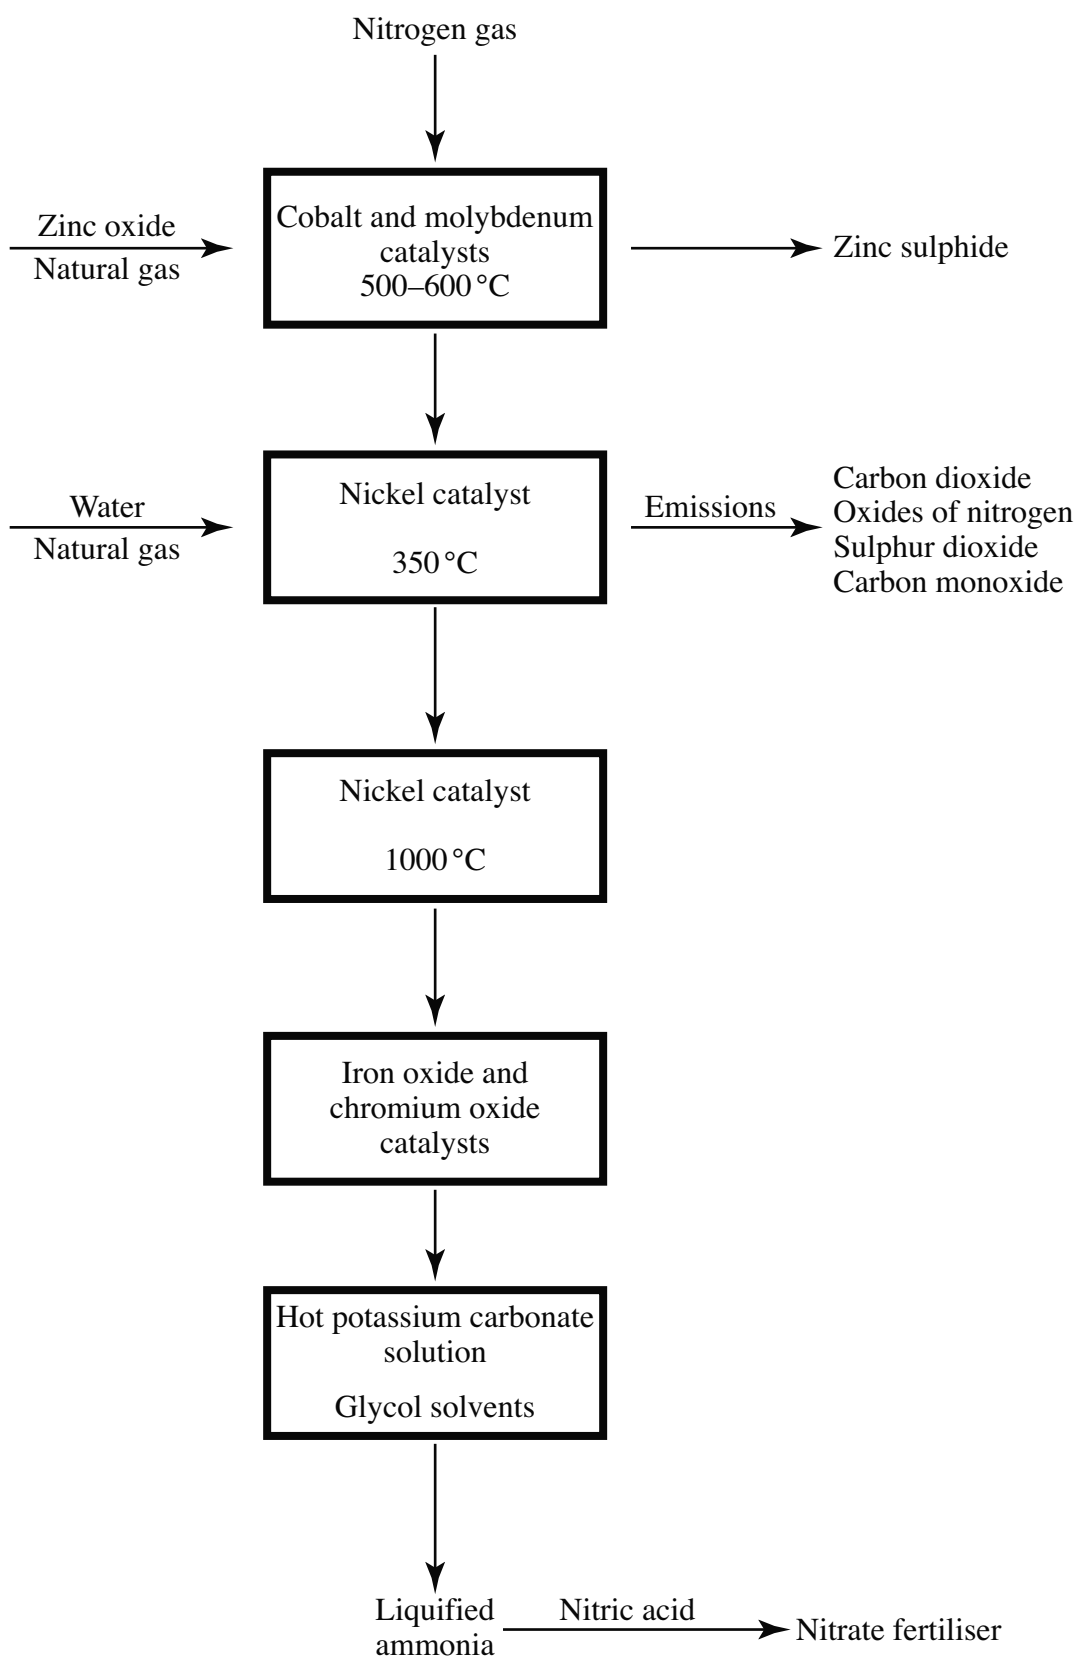 Nitrogen gas
Zinc oxide
Natural gas
Cobalt and molybdenum
catalysts
500–600 °C
Zinc sulphide
Water
Natural gas
Nickel catalyst
350 °C
Emissions
Carbon dioxide
Oxides of nitrogen
Sulphur dioxide
Carbon monoxide
Nickel catalyst
1000 °C
Iron oxide and
chromium oxide
catalysts
Hot potassium carbonate
solution
Glycol solvents
Liquified
ammonia
Nitric acid
Nitrate fertiliser